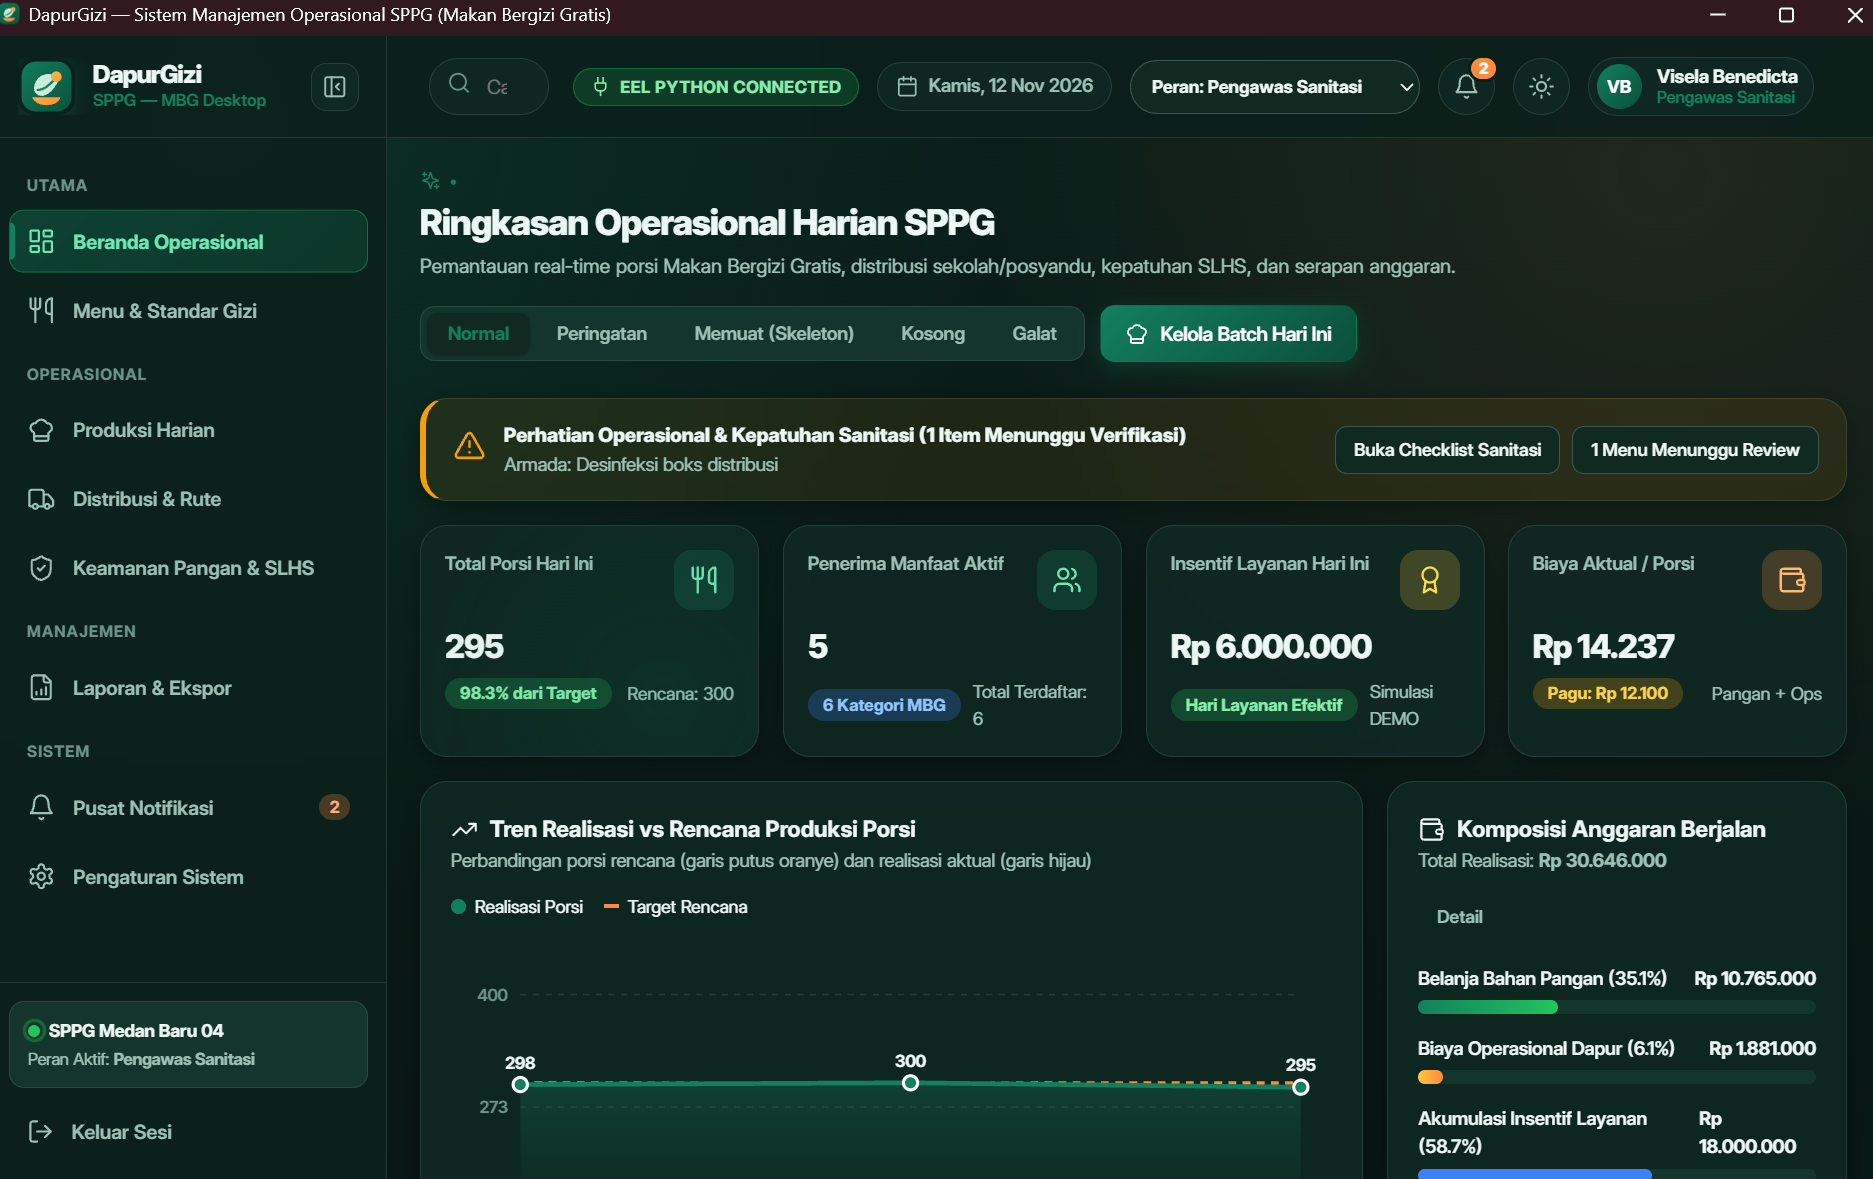 DapurGizi — Sistem Manajemen Operasional SPPG (Makan Bergizi Gratis)
DapurGizi
SPPG — MBG Desktop
EEL PYTHON CONNECTED
Kamis, 12 Nov 2026
Peran: Pengawas Sanitasi
2
VB
Visela Benedicta
Pengawas Sanitasi
UTAMA
Beranda Operasional
Menu & Standar Gizi
OPERASIONAL
Produksi Harian
Distribusi & Rute
Keamanan Pangan & SLHS
MANAJEMEN
Laporan & Ekspor
SISTEM
Pusat Notifikasi
2
Pengaturan Sistem
SPPG Medan Baru 04
Peran Aktif: Pengawas Sanitasi
Keluar Sesi
Ringkasan Operasional Harian SPPG
Pemantauan real-time porsi Makan Bergizi Gratis, distribusi sekolah/posyandu, kepatuhan SLHS, dan serapan anggaran.
Normal
Peringatan
Memuat (Skeleton)
Kosong
Galat
Kelola Batch Hari Ini
Perhatian Operasional & Kepatuhan Sanitasi (1 Item Menunggu Verifikasi)
Armada: Desinfeksi boks distribusi
Buka Checklist Sanitasi
1 Menu Menunggu Review
Total Porsi Hari Ini
295
98.3% dari Target
Rencana: 300
Penerima Manfaat Aktif
5
6 Kategori MBG
Total Terdaftar:
6
Insentif Layanan Hari Ini
Rp 6.000.000
Hari Layanan Efektif
Simulasi
DEMO
Biaya Aktual / Porsi
Rp 14.237
Pagu: Rp 12.100
Pangan + Ops
Tren Realisasi vs Rencana Produksi Porsi
Perbandingan porsi rencana (garis putus oranye) dan realisasi aktual (garis hijau)
Realisasi Porsi
Target Rencana
400
298
300
295
273
Komposisi Anggaran Berjalan
Total Realisasi: Rp 30.646.000
Detail
Belanja Bahan Pangan (35.1%)
Rp 10.765.000
Biaya Operasional Dapur (6.1%)
Rp 1.881.000
Akumulasi Insentif Layanan
(58.7%)
Rp
18.000.000